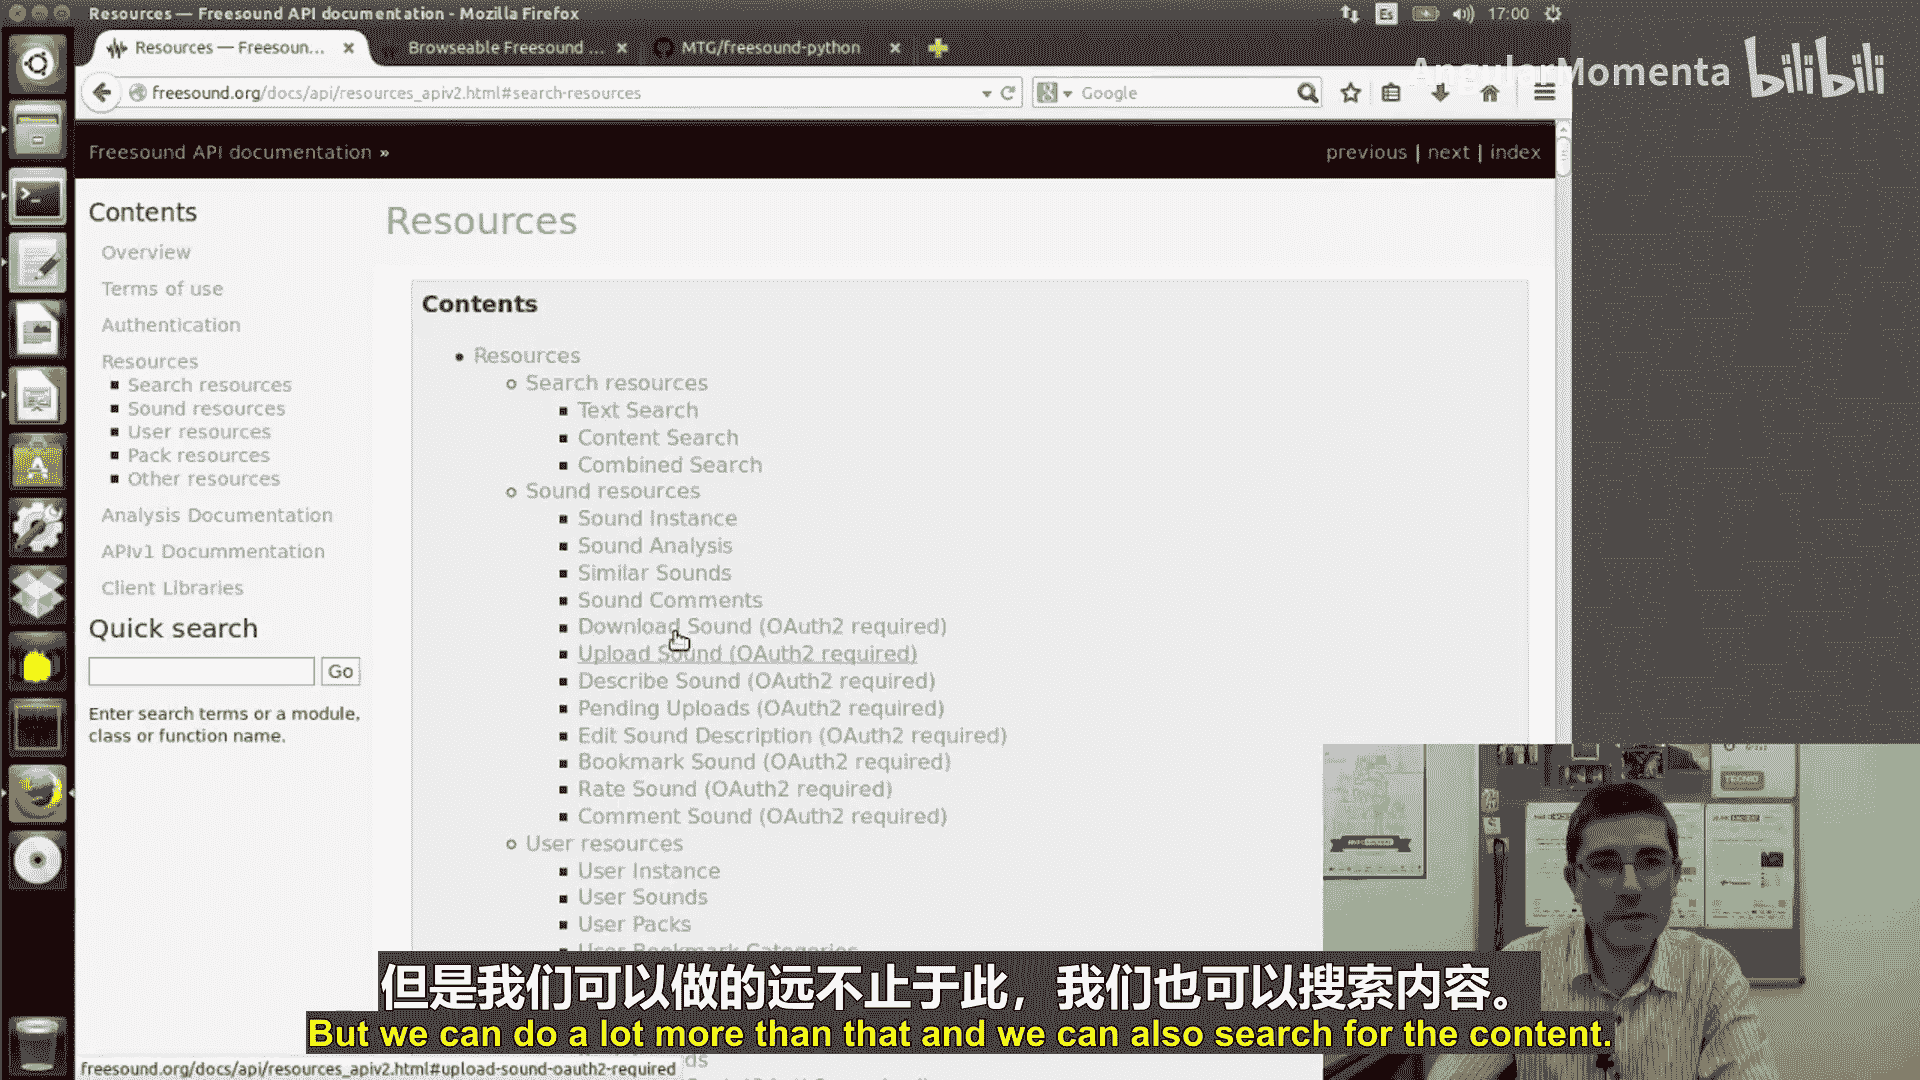 Resources — Freesound API documentation - Mozilla Firefox
Es
17:00
Resources — Freesoun...
Browseable Freesound ...
MTG/freesound-python
AngularMomenta
bilibili
freesound.org/docs/api/resources_apiv2.html#search-resources
Google
Freesound API documentation »
previous | next | index
Contents
Overview
Terms of use
Authentication
Resources
Search resources
Sound resources
User resources
Pack resources
Other resources
Analysis Documentation
APIv1 Docummentation
Client Libraries
Quick search
Go
Enter search terms or a module,
class or function name.
Resources
Contents
Resources
Search resources
Text Search
Content Search
Combined Search
Sound resources
Sound Instance
Sound Analysis
Similar Sounds
Sound Comments
Download Sound (OAuth2 required)
Upload Sound (OAuth2 required)
Describe Sound (OAuth2 required)
Pending Uploads (OAuth2 required)
Edit Sound Description (OAuth2 required)
Bookmark Sound (OAuth2 required)
Rate Sound (OAuth2 required)
Comment Sound (OAuth2 required)
User resources
User Instance
User Sounds
User Packs
User Bookmark Categories
但是我们可以做的远不止于此，我们也可以搜索内容。
But we can do a lot more than that and we can also search for the content.
freesound.org/docs/api/resources_apiv2.html#upload-sound-oauth2-required